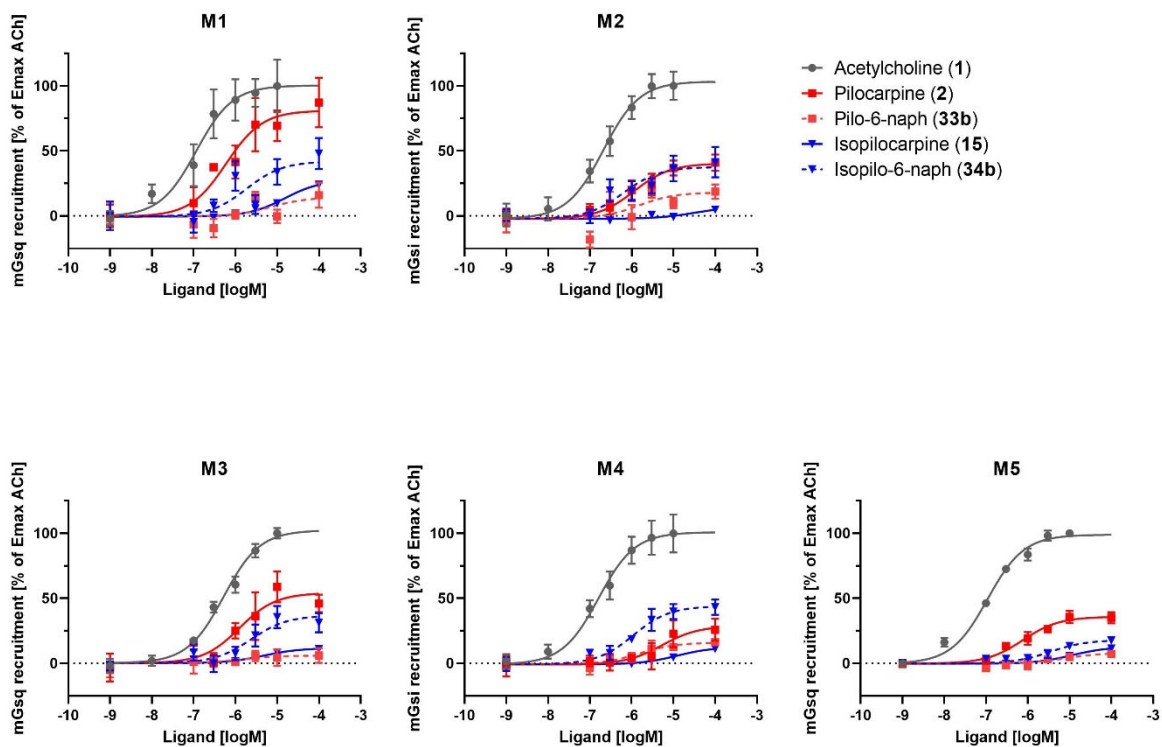 M1
mGsq recruitment [% of Emax ACh]
100
50
0
-10 -9 -8 -7 -6 -5 -4 -3
Ligand [logM]
M2
mGsi recruitment [% of Emax ACh]
100
50
0
-10 -9 -8 -7 -6 -5 -4 -3
Ligand [logM]
Acetylcholine (1)
Pilocarpine (2)
Pilo-6-naph (33b)
Isopilocarpine (15)
Isopilo-6-naph (34b)
M3
mGsq recruitment [% of Emax ACh]
100
50
0
-10 -9 -8 -7 -6 -5 -4 -3
Ligand [logM]
M4
mGsi recruitment [% of Emax ACh]
100
50
0
-10 -9 -8 -7 -6 -5 -4 -3
Ligand [logM]
M5
mGsq recruitment [% of Emax ACh]
100
50
0
-10 -9 -8 -7 -6 -5 -4 -3
Ligand [logM]